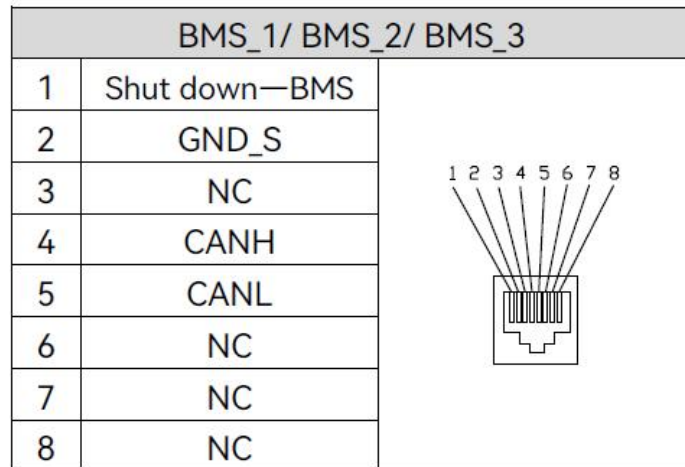 BMS_1/ BMS_2/ BMS_3
1 Shut down—BMS
2 GND_S
3 NC
4 CANH
5 CANL
6 NC
7 NC
8 NC
1 2 3 4 5 6 7 8